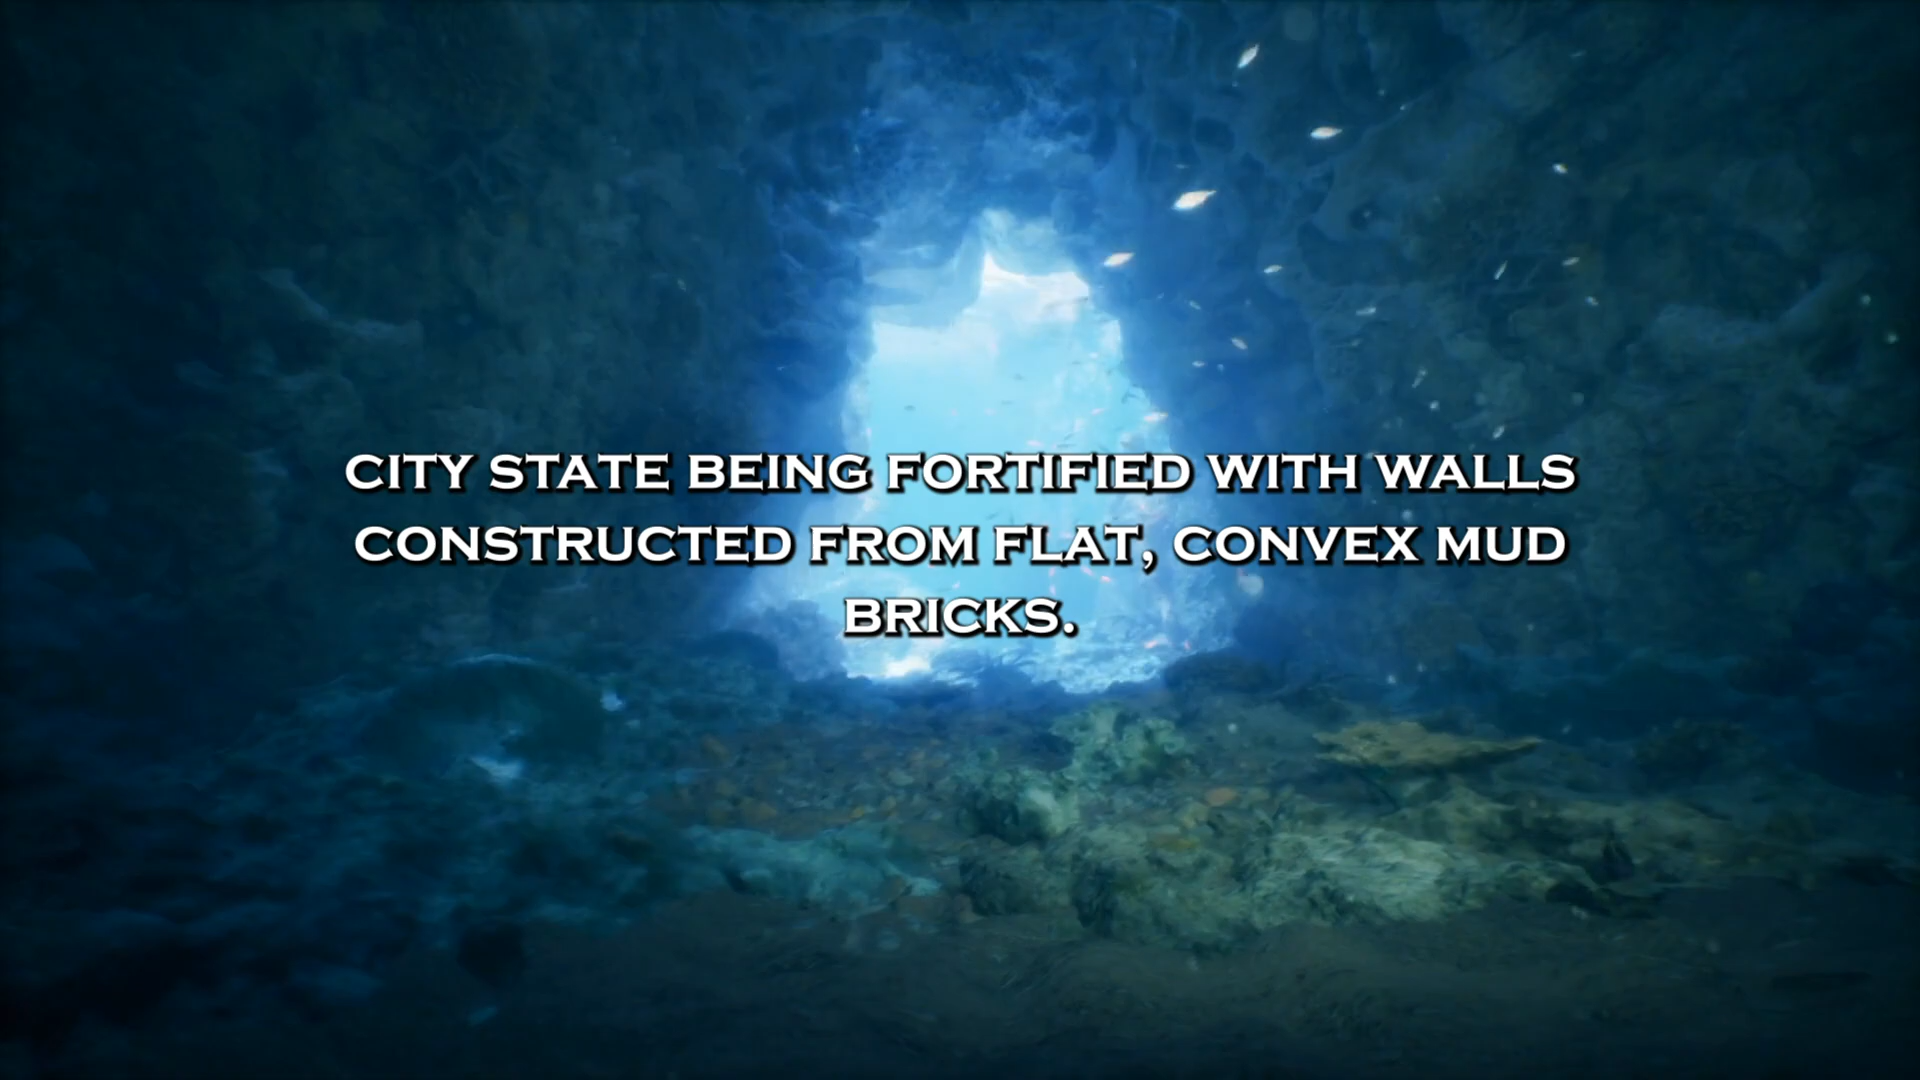 CITY STATE BEING FORTIFIED WITH WALLS
CONSTRUCTED FROM FLAT, CONVEX MUD
BRICKS.